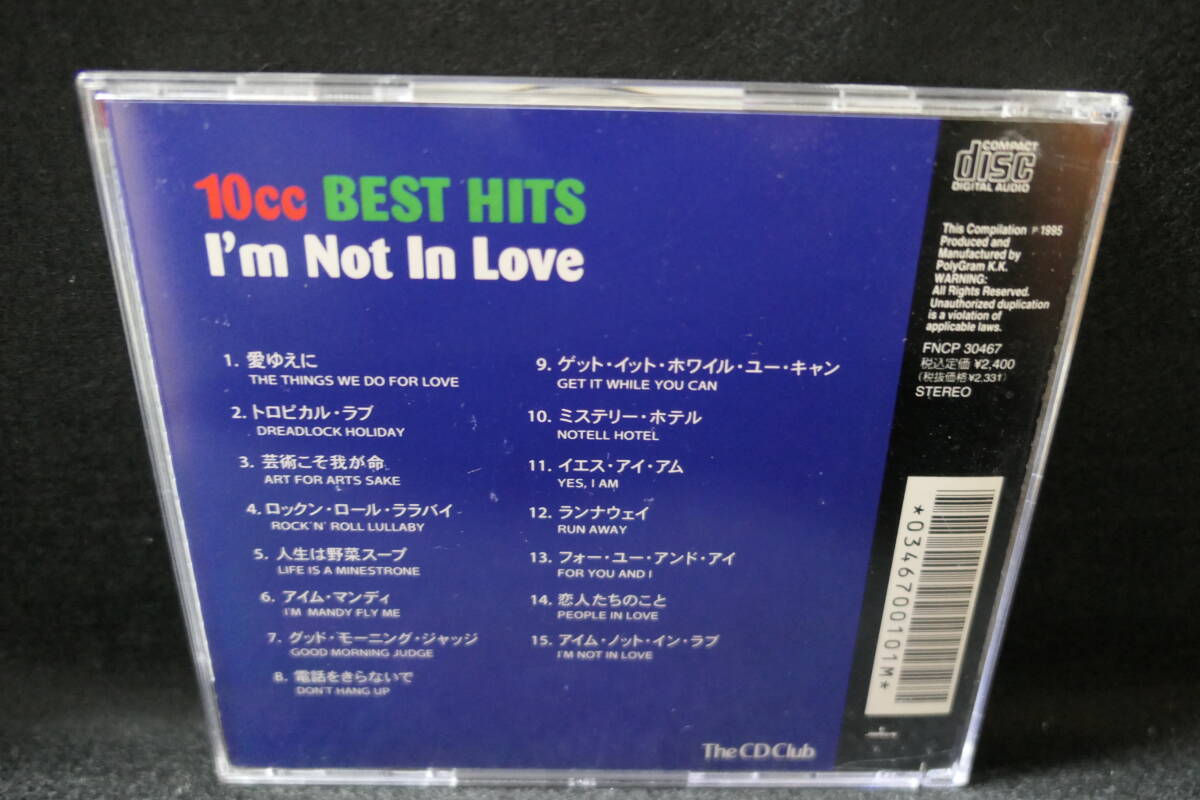 10cc BEST HITS
I'm Not In Love
1. 愛ゆえに
THE THINGS WE DO FOR LOVE
2. トロピカル・ラブ
DREADLOCK HOLIDAY
3. 芸術こそ我が命
ART FOR ARTS SAKE
4. ロックン・ロール・ララバイ
ROCK'N' ROLL LULLABY
5. 人生は野菜スープ
LIFE IS A MINESTRONE
6. アイム・マンディ
I'M MANDY FLY ME
7. グッド・モーニング・ジャッジ
GOOD MORNING JUDGE
8. 電話をきらないで
DON'T HANG UP
9. ゲット・イット・ホワイル・ユー・キャン
GET IT WHILE YOU CAN
10. ミステリー・ホテル
NOTELL HOTEL
11. イエス・アイ・アム
YES, I AM
12. ランナウェイ
RUN AWAY
13. フォー・ユー・アンド・アイ
FOR YOU AND I
14. 恋人たちのこと
PEOPLE IN LOVE
15. アイム・ノット・イン・ラブ
I'M NOT IN LOVE
The CD Club
COMPACT
disc
DIGITAL AUDIO
This Compilation ℗ 1995
Produced and
Manufactured by
PolyGram K.K.
WARNING:
All Rights Reserved.
Unauthorized duplication
is a violation of
applicable laws.
FNCP 30467
税込定価 ¥2,400
(税抜価格¥2,331)
STEREO
*0346700101M*